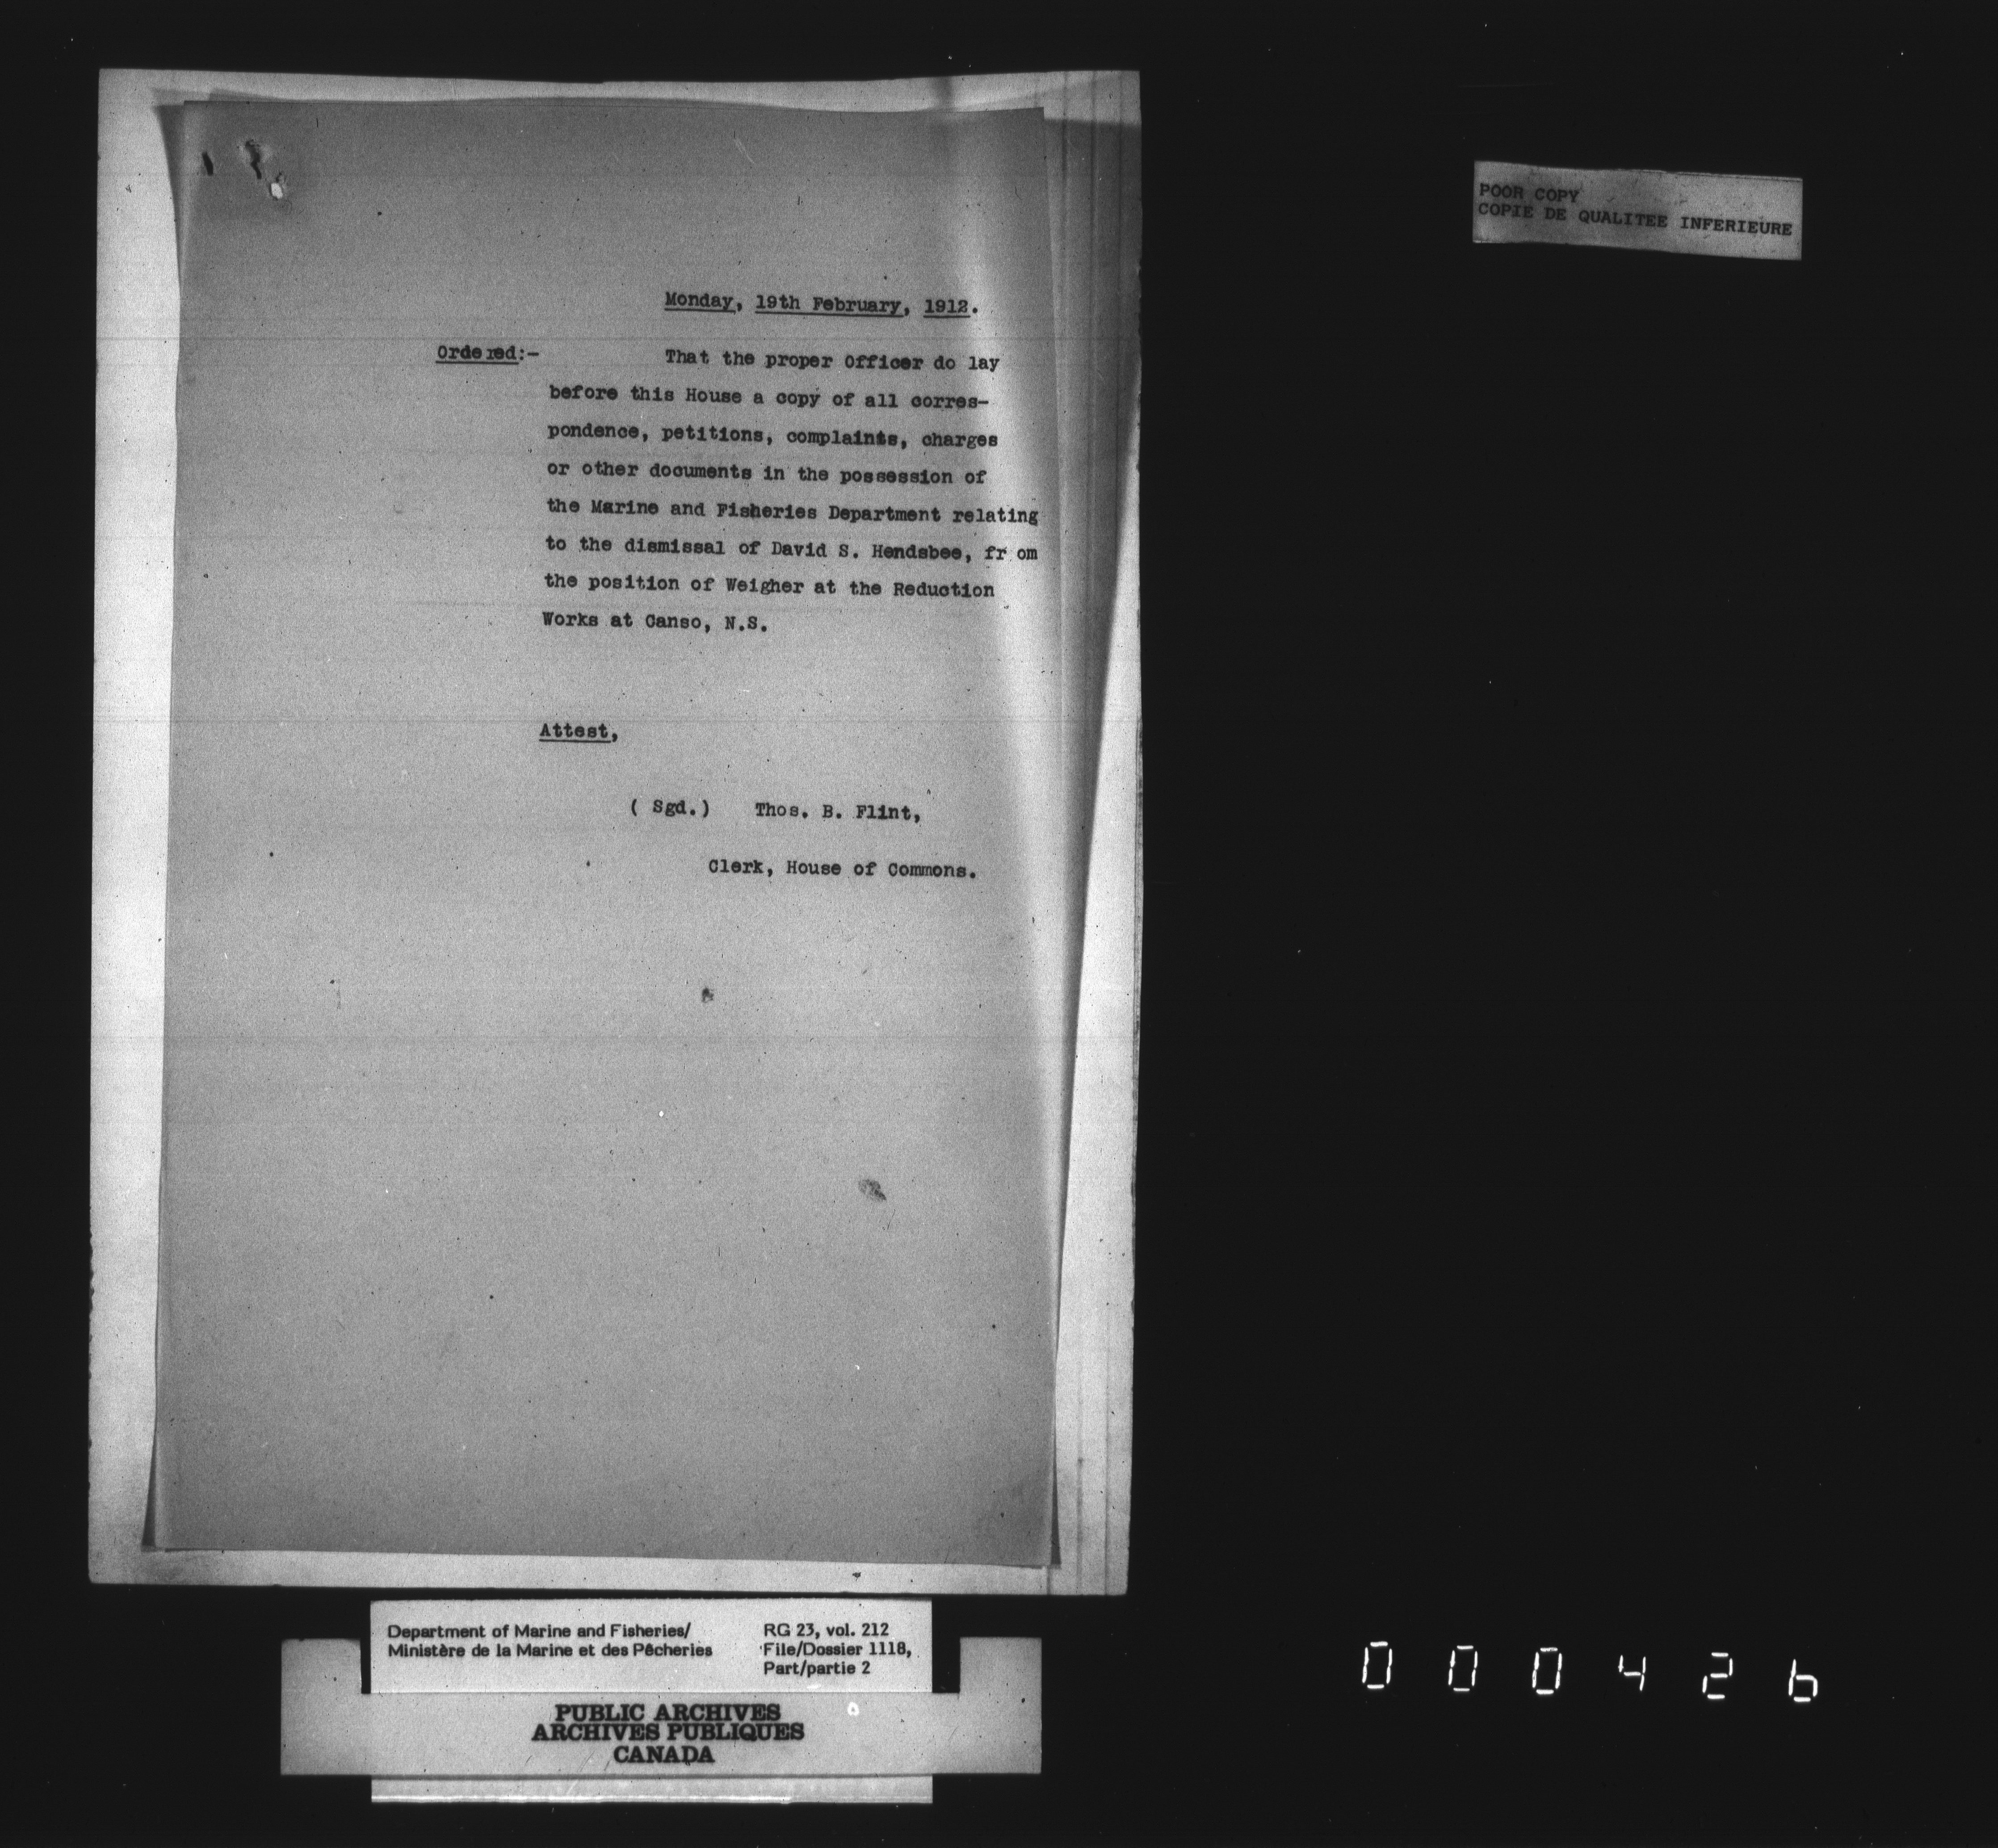 Monday, 19th February, 1912.
Ordered:- That the proper Officer do lay
before this House a copy of all corres-
pondence, petitions, complaints, charges
or other documents in the possession of
the Marine and Fisheries Department relating
to the dismissal of David S. Hendsbee, fr om
the position of Weigher at the Reduction
Works at Canso, N.S.
Attest,
( Sgd.) Thos. B. Flint,
Clerk, House of Commons.
POOR COPY
COPIE DE QUALITEE INFERIEURE
Department of Marine and Fisheries/
Ministère de la Marine et des Pêcheries
RG 23, vol. 212
File/Dossier 1118,
Part/partie 2
PUBLIC ARCHIVES
ARCHIVES PUBLIQUES
CANADA
000426